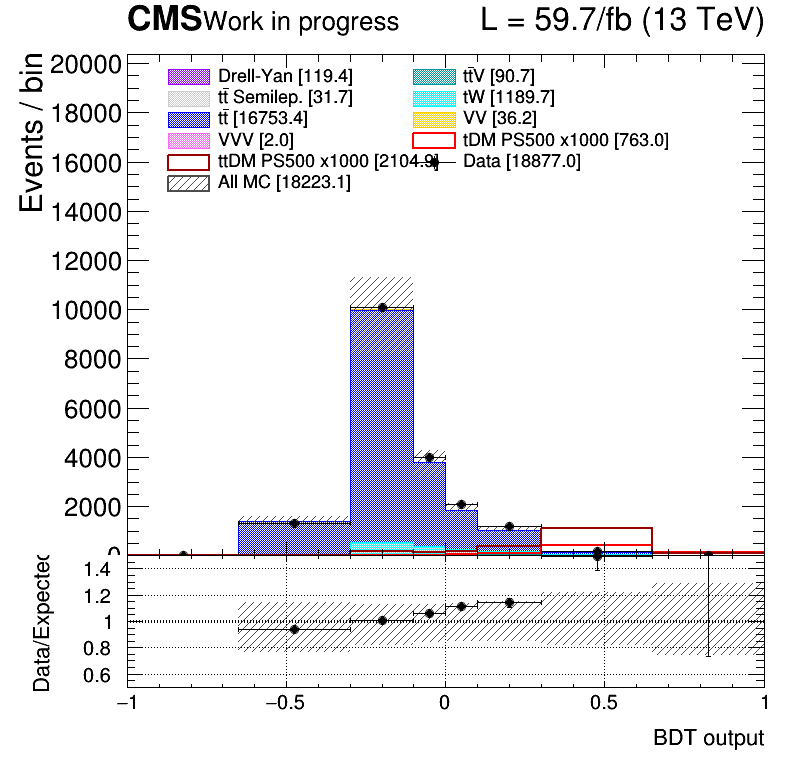 CMS Work in progress L = 59.7/fb (13 TeV)
Events / bin
20000
18000
16000
14000
12000
10000
8000
6000
4000
2000
0
Drell-Yan [119.4] tt̄V [90.7]
tt̄ Semilep. [31.7] tW [1189.7]
tt̄ [16753.4] VV [36.2]
VVV [2.0] tDM PS500 x1000 [763.0]
ttDM PS500 x1000 [2104.9] Data [18877.0]
All MC [18223.1]
Data/Expected
1.4
1.2
1
0.8
0.6
−1 −0.5 0 0.5 1
BDT output